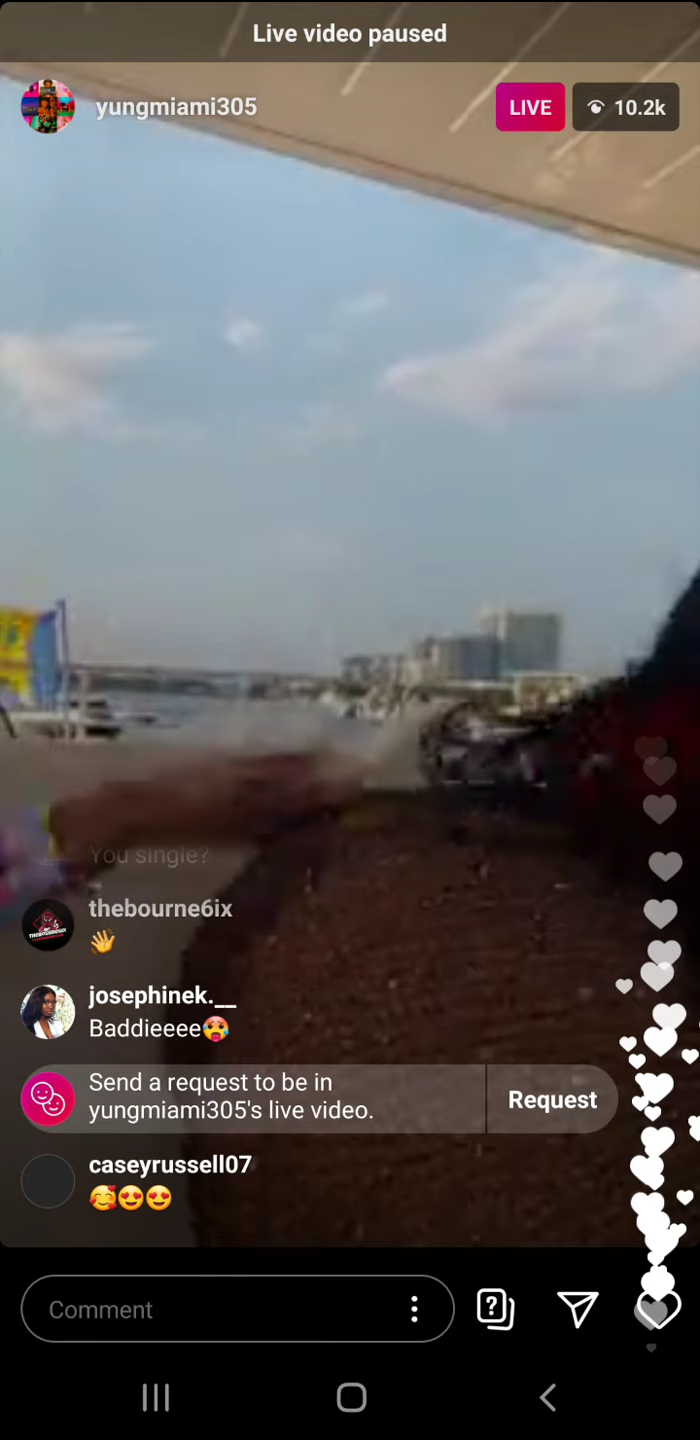 Live video paused
yungmiami305
LIVE
10.2k
You single?
thebourne6ix
👋
josephinek.__
Baddieeee🥵
Send a request to be in
yungmiami305's live video.
Request
caseyrussell07
🥰😍😍
Comment